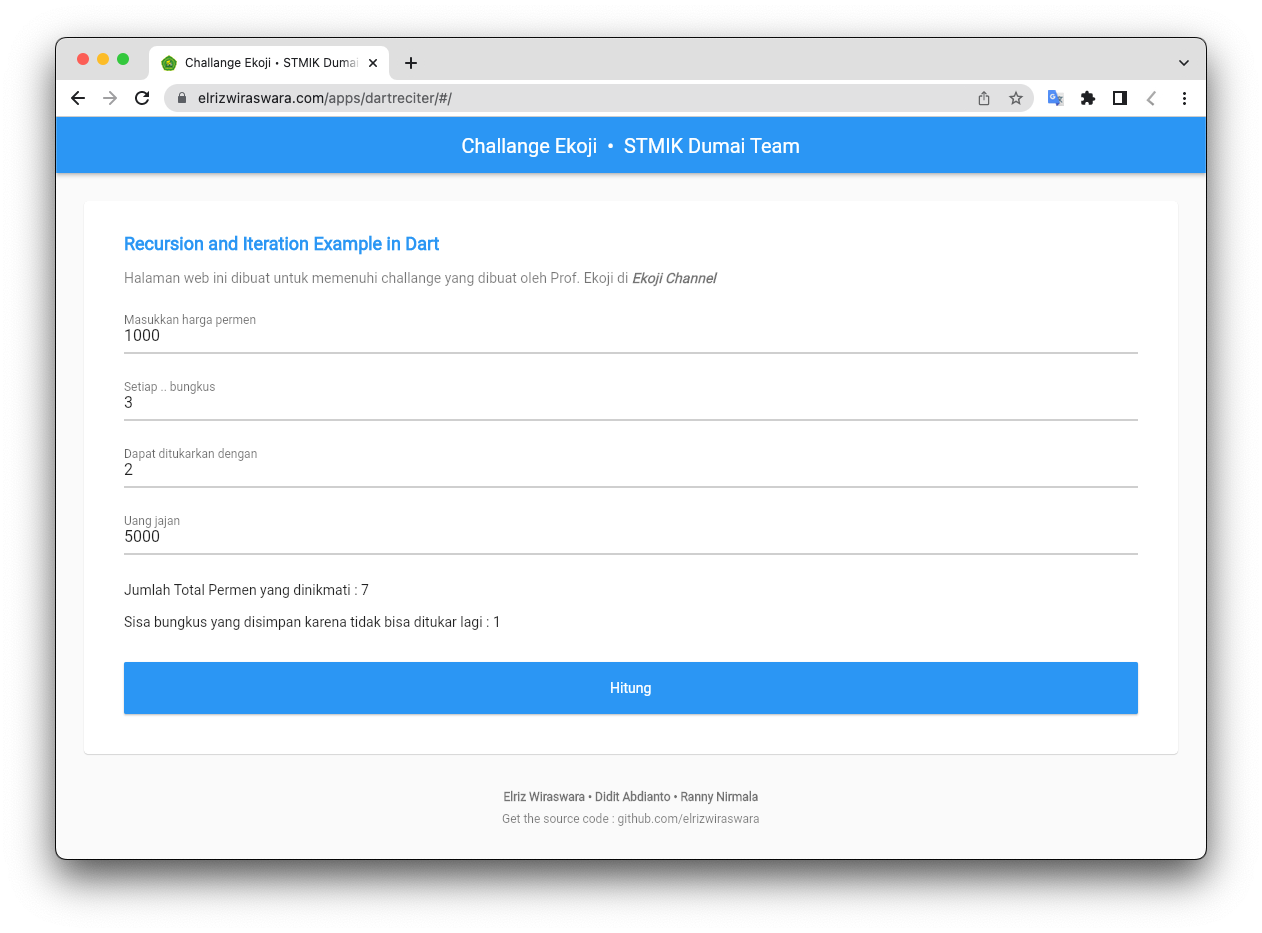 Challange Ekoji • STMIK Dumai
elrizwiraswara.com/apps/dartreciter/#/
Challange Ekoji • STMIK Dumai Team
Recursion and Iteration Example in Dart
Halaman web ini dibuat untuk memenuhi challange yang dibuat oleh Prof. Ekoji di Ekoji Channel
Masukkan harga permen
1000
Setiap .. bungkus
3
Dapat ditukarkan dengan
2
Uang jajan
5000
Jumlah Total Permen yang dinikmati : 7
Sisa bungkus yang disimpan karena tidak bisa ditukar lagi : 1
Hitung
Elriz Wiraswara • Didit Abdianto • Ranny Nirmala
Get the source code : github.com/elrizwiraswara